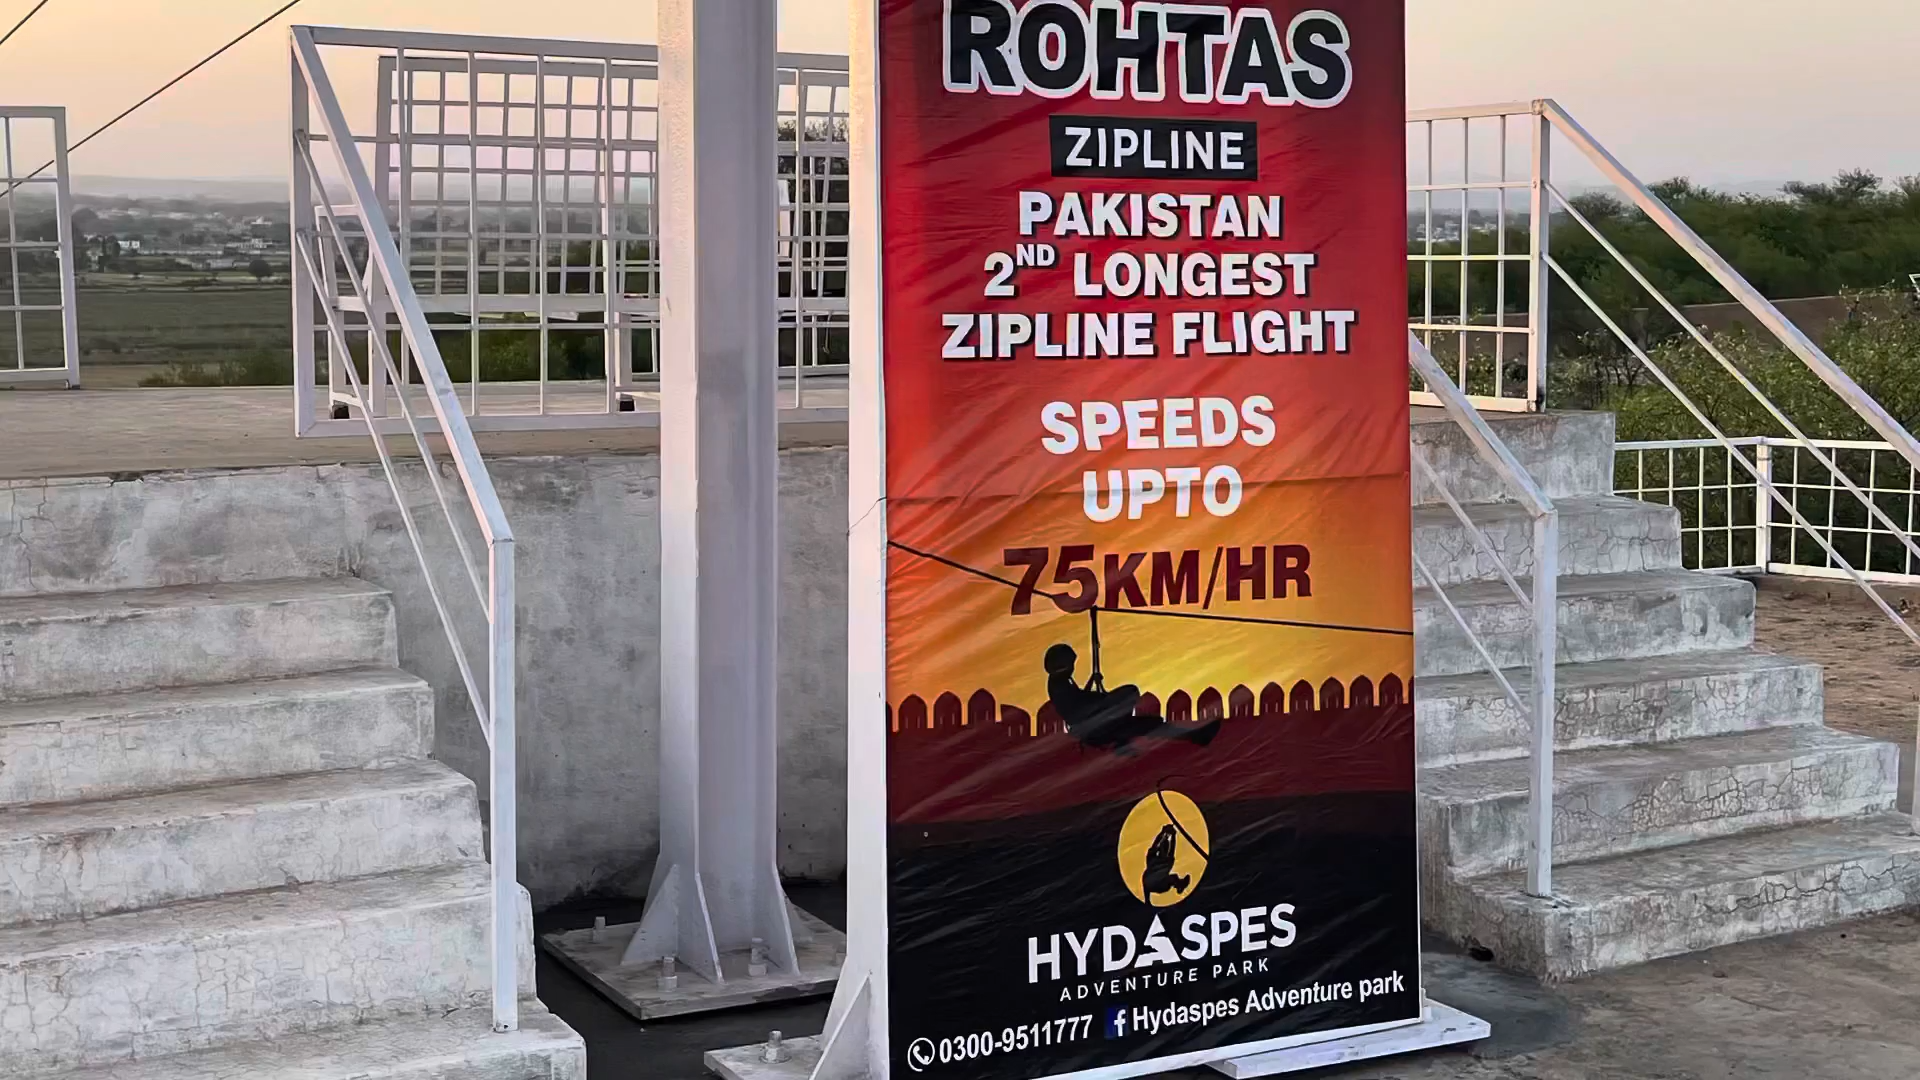 ROHTAS
ZIPLINE
PAKISTAN
2ND LONGEST
ZIPLINE FLIGHT
SPEEDS
UPTO
75KM/HR
HYDASPES
ADVENTURE PARK
0300-9511777 f Hydaspes Adventure park